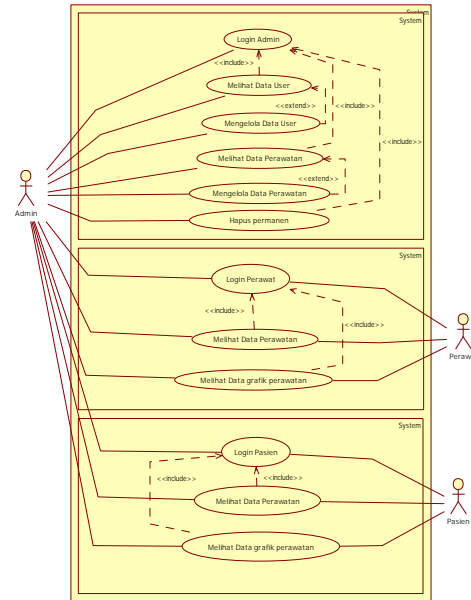 System
System
Login Admin
<<include>>
Melihat Data User
<<extend>>
<<include>>
Mengelola Data User
<<include>>
Melihat Data Perawatan
<<extend>>
Mengelola Data Perawatan
Admin
Hapus permanen
System
Login Perawat
<<include>>
<<include>>
Melihat Data Perawatan
Peraw
Melihat Data grafik perawatan
System
Login Pasien
<<include>>
<<include>>
Melihat Data Perawatan
Pasien
Melihat Data grafik perawatan